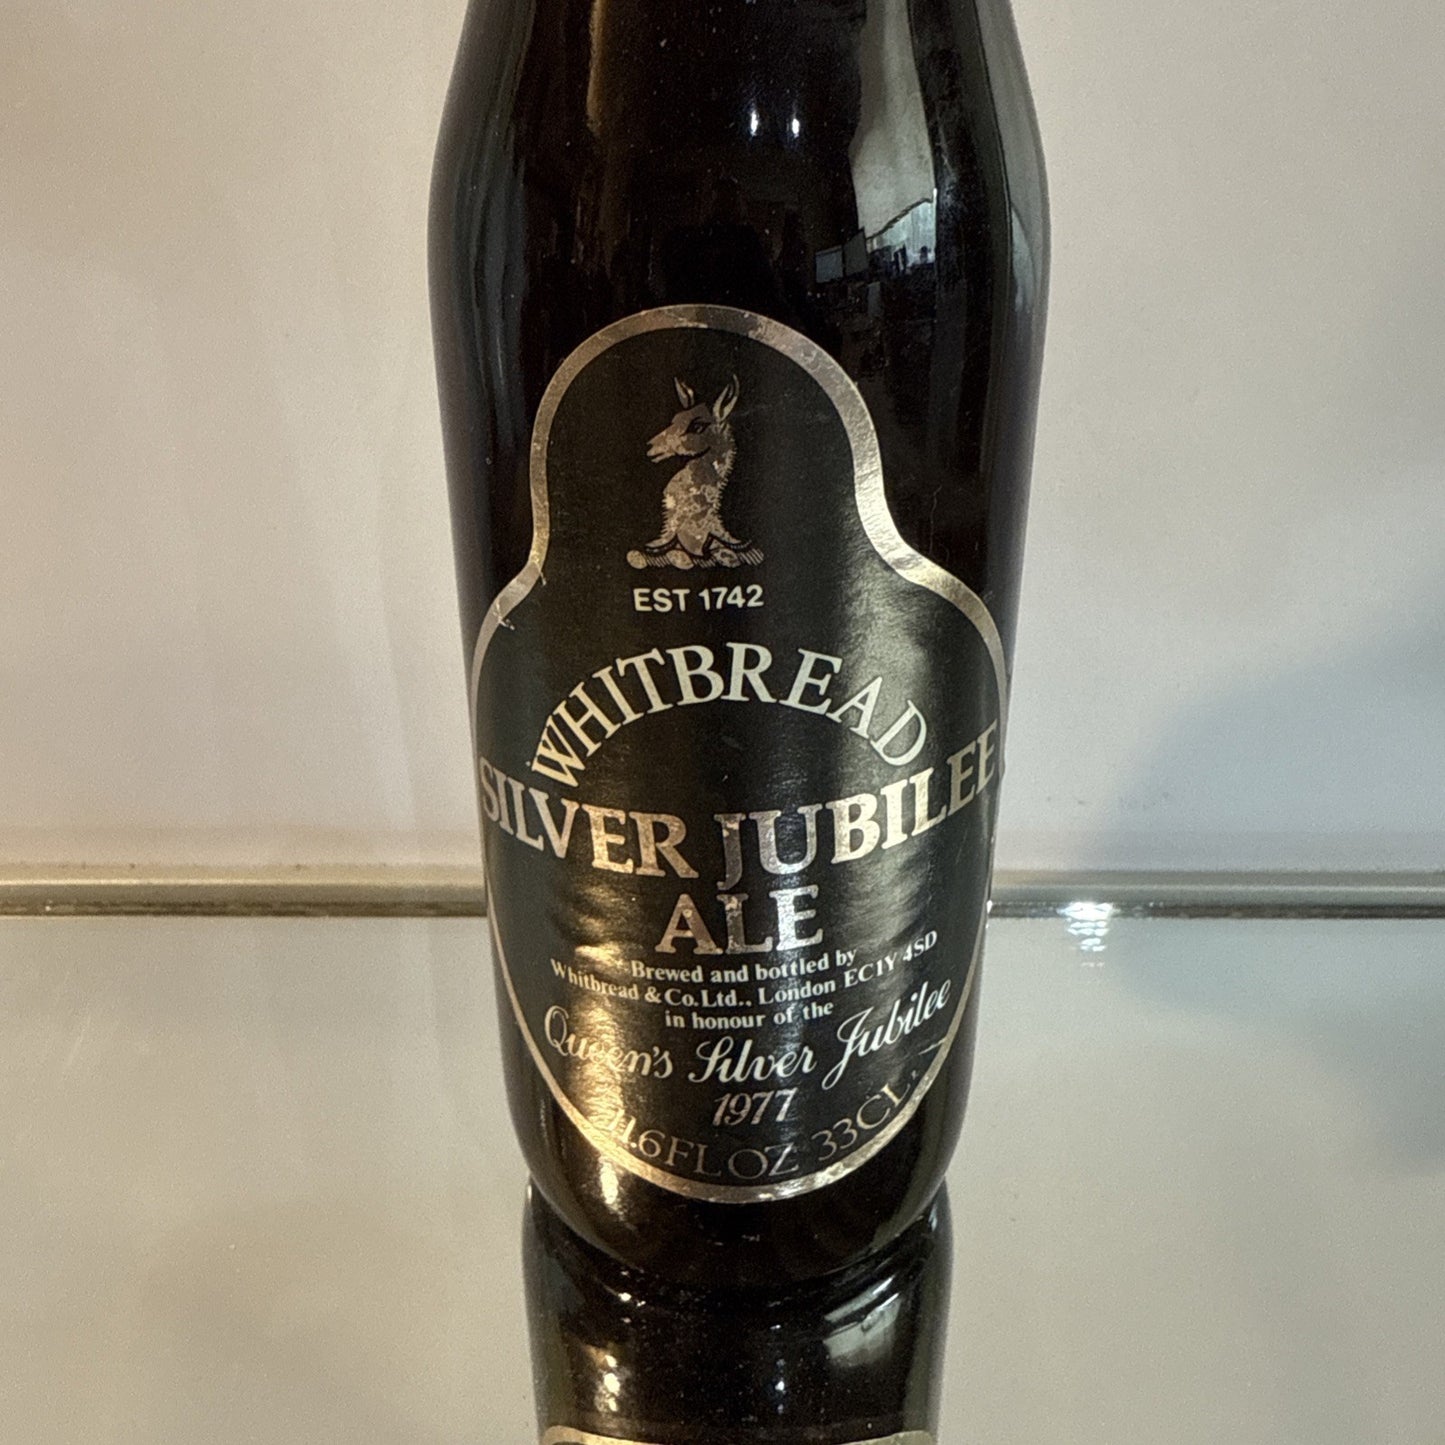 EST 1742
WHITBREAD
SILVER JUBILEE
ALE
Brewed and bottled by
Whitbread & Co. Ltd., London EC1Y 4SD
in honour of the
Queen's Silver Jubilee
1977
11.6FL OZ 33CL